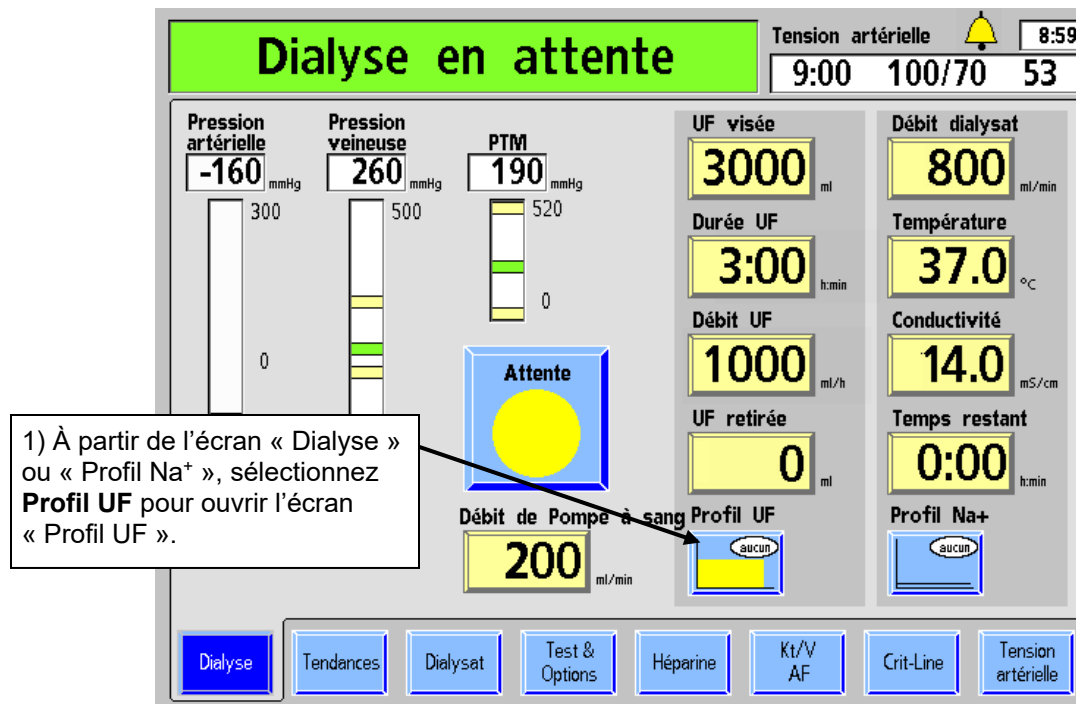 Dialyse en attente
Tension artérielle
8:59
9:00 100/70 53
Pression artérielle
-160 mmHg
300
0
Pression veineuse
260 mmHg
500
PTM
190 mmHg
520
0
Attente
Débit de Pompe à sang
200 ml/min
UF visée
3000 ml
Durée UF
3:00 h:min
Débit UF
1000 ml/h
UF retirée
0 ml
Profil UF
aucun
Débit dialysat
800 ml/min
Température
37.0 °C
Conductivité
14.0 mS/cm
Temps restant
0:00 h:min
Profil Na+
aucun
1) À partir de l’écran « Dialyse »
ou « Profil Na⁺ », sélectionnez
Profil UF pour ouvrir l’écran
« Profil UF ».
Dialyse
Tendances
Dialysat
Test &
Options
Héparine
Kt/V
AF
Crit-Line
Tension
artérielle